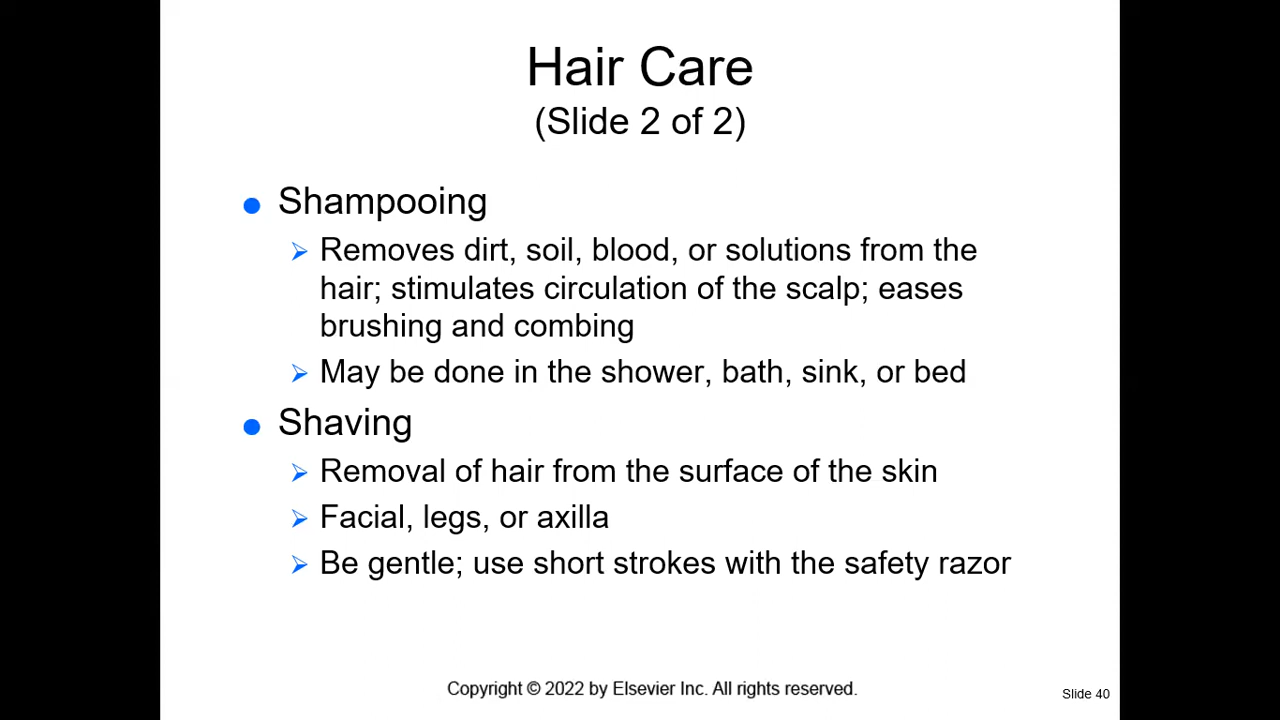 Hair Care
(Slide 2 of 2)
Shampooing
Removes dirt, soil, blood, or solutions from the
hair; stimulates circulation of the scalp; eases
brushing and combing
May be done in the shower, bath, sink, or bed
Shaving
Removal of hair from the surface of the skin
Facial, legs, or axilla
Be gentle; use short strokes with the safety razor
Copyright © 2022 by Elsevier Inc. All rights reserved.
Slide 40